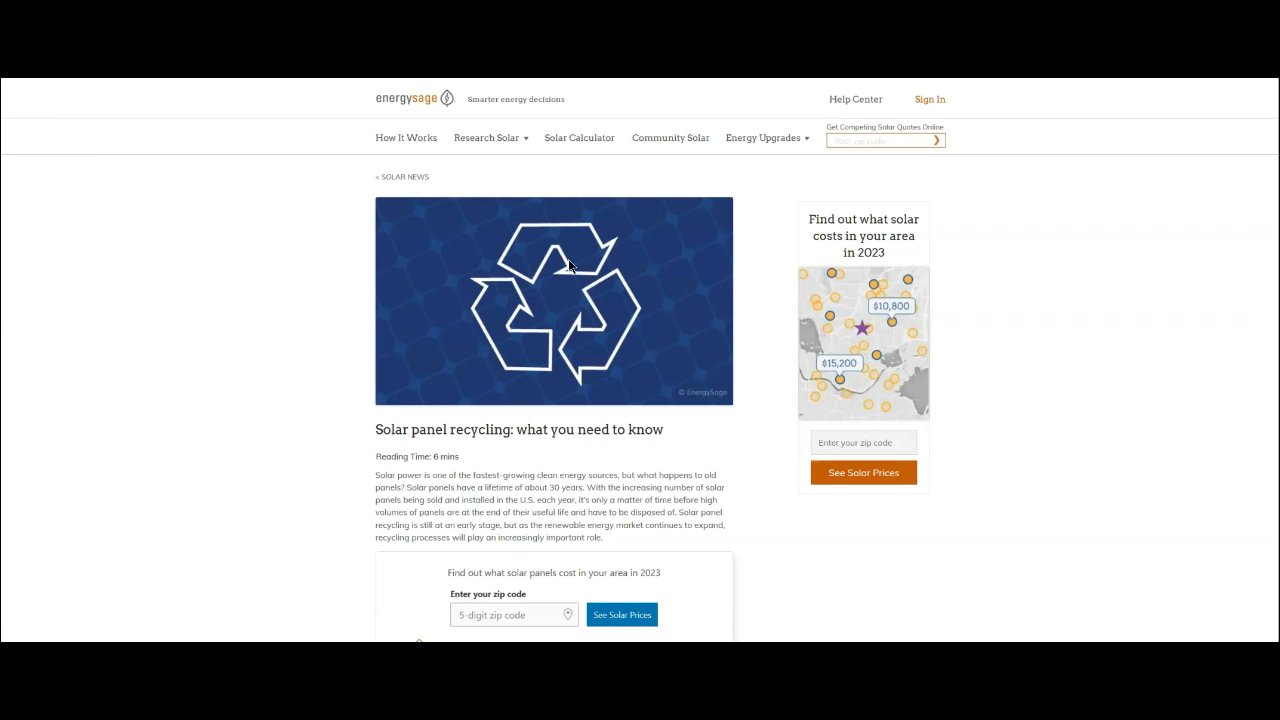 energysage
Smarter energy decisions
Help Center
Sign In
How It Works
Research Solar
Solar Calculator
Community Solar
Energy Upgrades
Get Competing Solar Quotes Online
Your zip code
< SOLAR NEWS
© EnergySage
Solar panel recycling: what you need to know
Reading Time: 6 mins
Solar power is one of the fastest-growing clean energy sources, but what happens to old
panels? Solar panels have a lifetime of about 30 years. With the increasing number of solar
panels being sold and installed in the U.S. each year, it's only a matter of time before high
volumes of panels are at the end of their useful life and have to be disposed of. Solar panel
recycling is still at an early stage, but as the renewable energy market continues to expand,
recycling processes will play an increasingly important role.
Find out what solar panels cost in your area in 2023
Enter your zip code
5-digit zip code
See Solar Prices
Find out what solar
costs in your area
in 2023
$10,800
$15,200
Enter your zip code
See Solar Prices